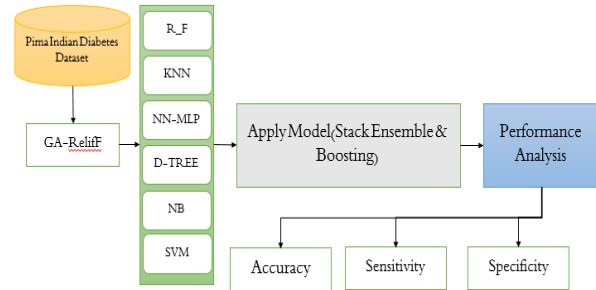 Pima Indian Diabetes
Dataset
GA-RelifF
R_F
KNN
NN-MLP
D-TREE
NB
SVM
Apply Model(Stack Ensemble &
Boosting)
Performance
Analysis
Accuracy
Sensitivity
Specificity